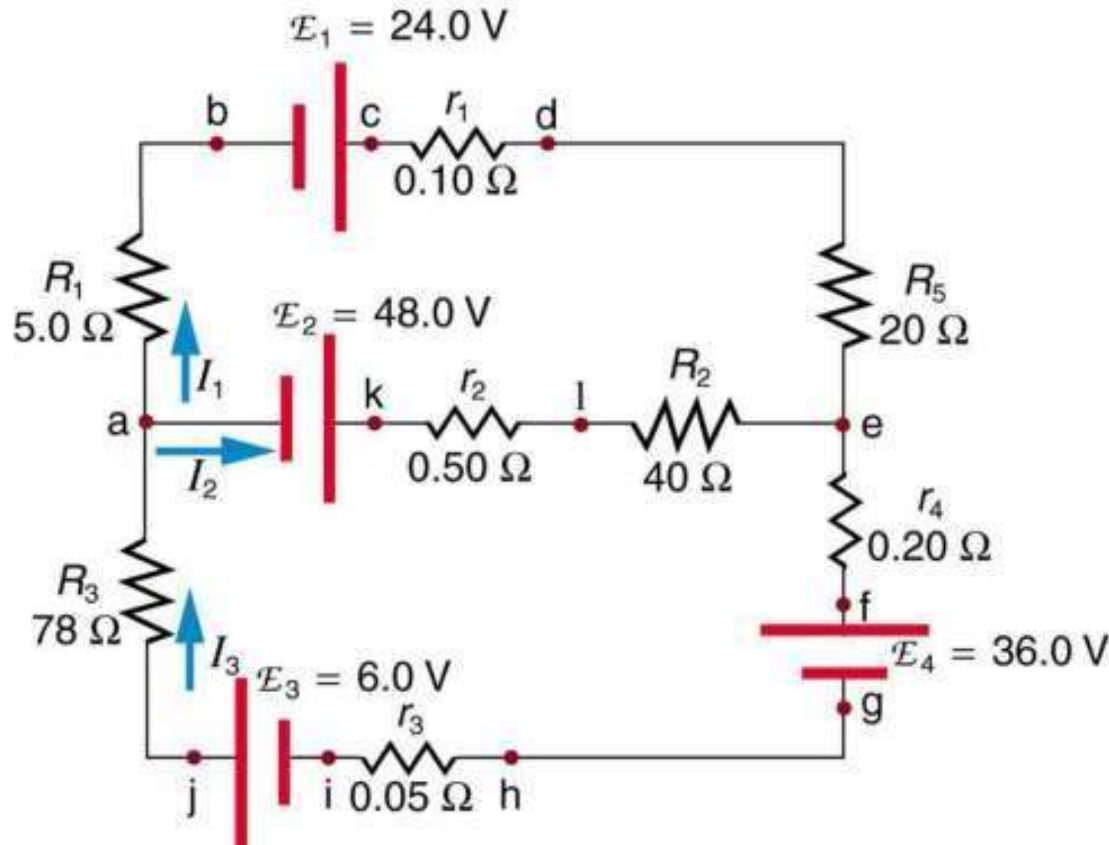 ℰ₁ = 24.0 V
b
c
r₁
d
0.10 Ω
R₁
5.0 Ω
I₁
ℰ₂ = 48.0 V
R₅
20 Ω
a
I₂
k
r₂
0.50 Ω
l
R₂
40 Ω
e
r₄
0.20 Ω
R₃
78 Ω
I₃
f
ℰ₄ = 36.0 V
g
ℰ₃ = 6.0 V
r₃
j
i
0.05 Ω
h